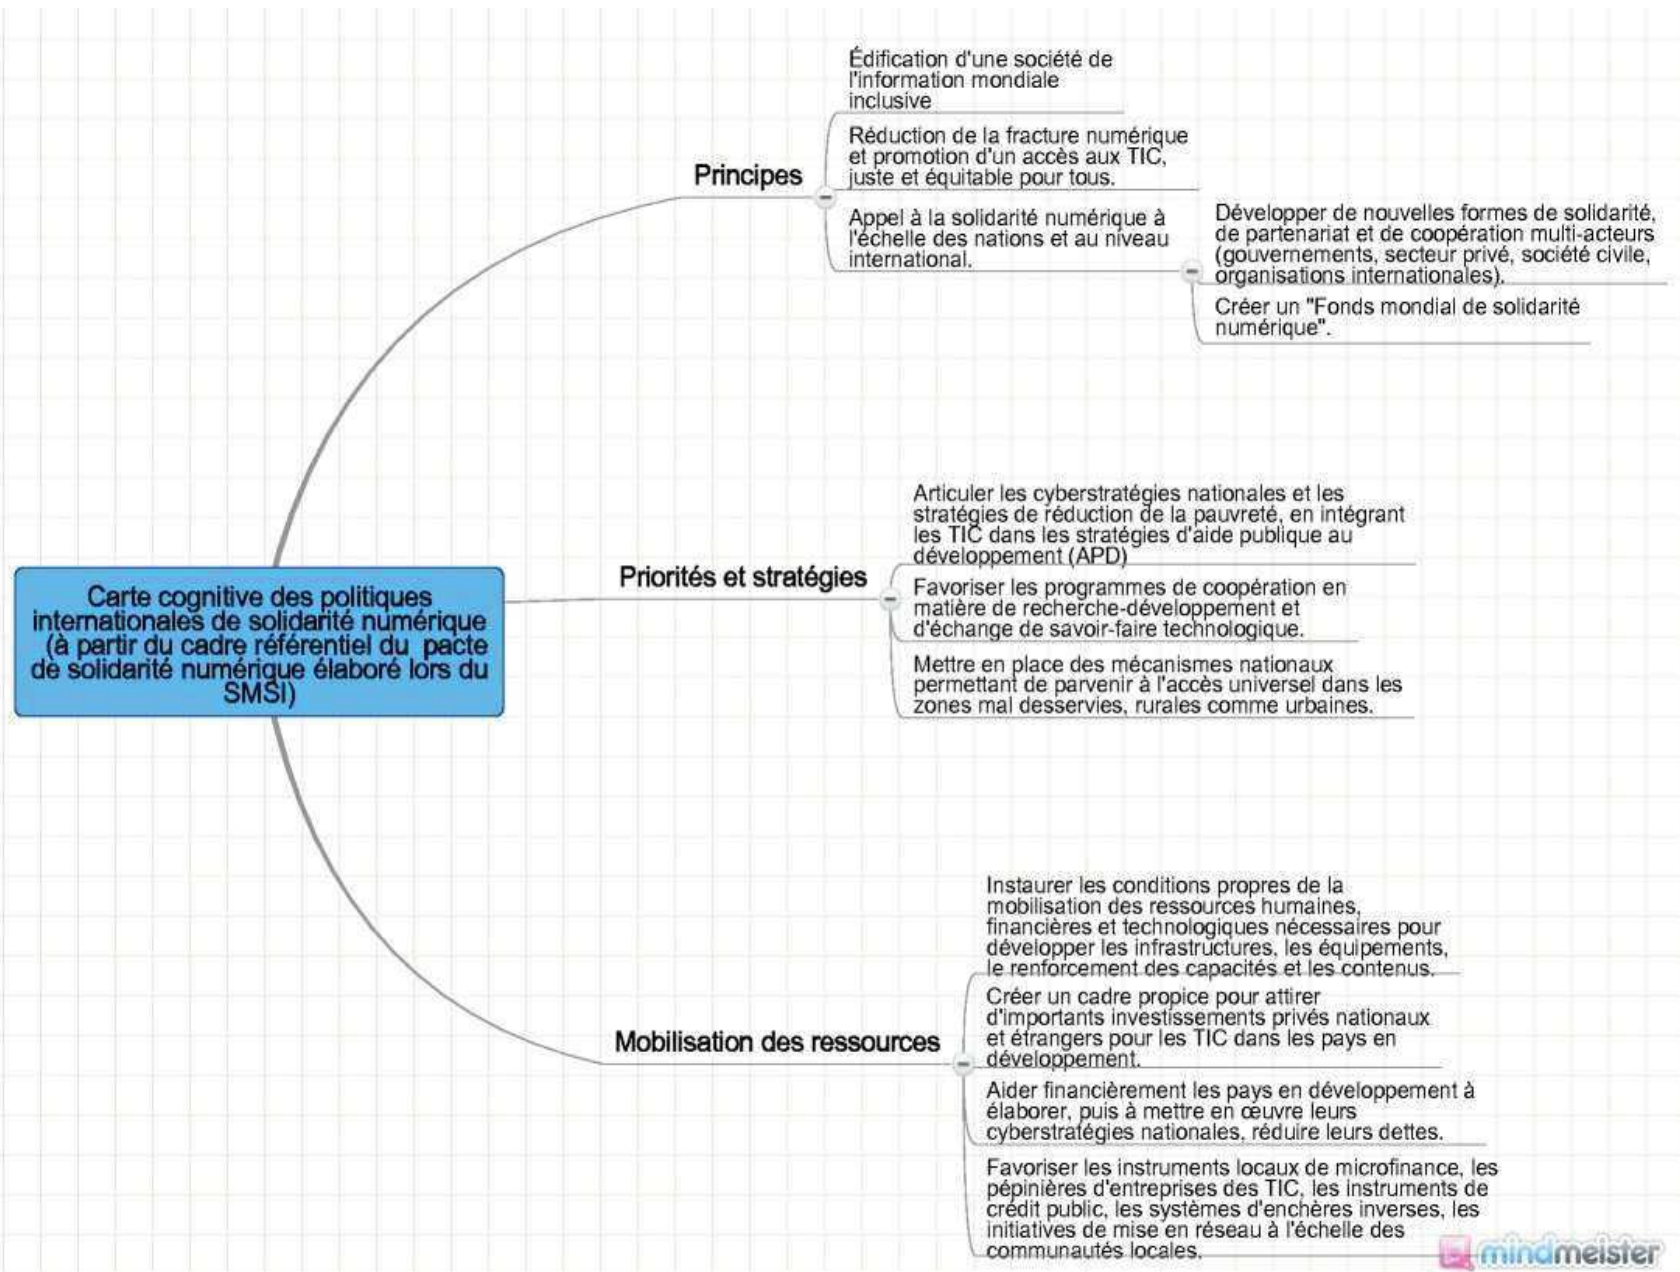 Édification d'une société de
l'information mondiale
inclusive
Principes
Réduction de la fracture numérique
et promotion d'un accès aux TIC,
juste et équitable pour tous.
Appel à la solidarité numérique à
l'échelle des nations et au niveau
international.
Développer de nouvelles formes de solidarité,
de partenariat et de coopération multi-acteurs
(gouvernements, secteur privé, société civile,
organisations internationales).
Créer un "Fonds mondial de solidarité
numérique".
Carte cognitive des politiques
internationales de solidarité numérique
(à partir du cadre référentiel du pacte
de solidarité numérique élaboré lors du
SMSI)
Priorités et stratégies
Articuler les cyberstratégies nationales et les
stratégies de réduction de la pauvreté, en intégrant
les TIC dans les stratégies d'aide publique au
développement (APD)
Favoriser les programmes de coopération en
matière de recherche-développement et
d'échange de savoir-faire technologique.
Mettre en place des mécanismes nationaux
permettant de parvenir à l'accès universel dans les
zones mal desservies, rurales comme urbaines.
Mobilisation des ressources
Instaurer les conditions propres de la
mobilisation des ressources humaines,
financières et technologiques nécessaires pour
développer les infrastructures, les équipements,
le renforcement des capacités et les contenus.
Créer un cadre propice pour attirer
d'importants investissements privés nationaux
et étrangers pour les TIC dans les pays en
développement.
Aider financièrement les pays en développement à
élaborer, puis à mettre en œuvre leurs
cyberstratégies nationales, réduire leurs dettes.
Favoriser les instruments locaux de microfinance, les
pépinières d'entreprises des TIC, les instruments de
crédit public, les systèmes d'enchères inverses, les
initiatives de mise en réseau à l'échelle des
communautés locales.
mindmeister